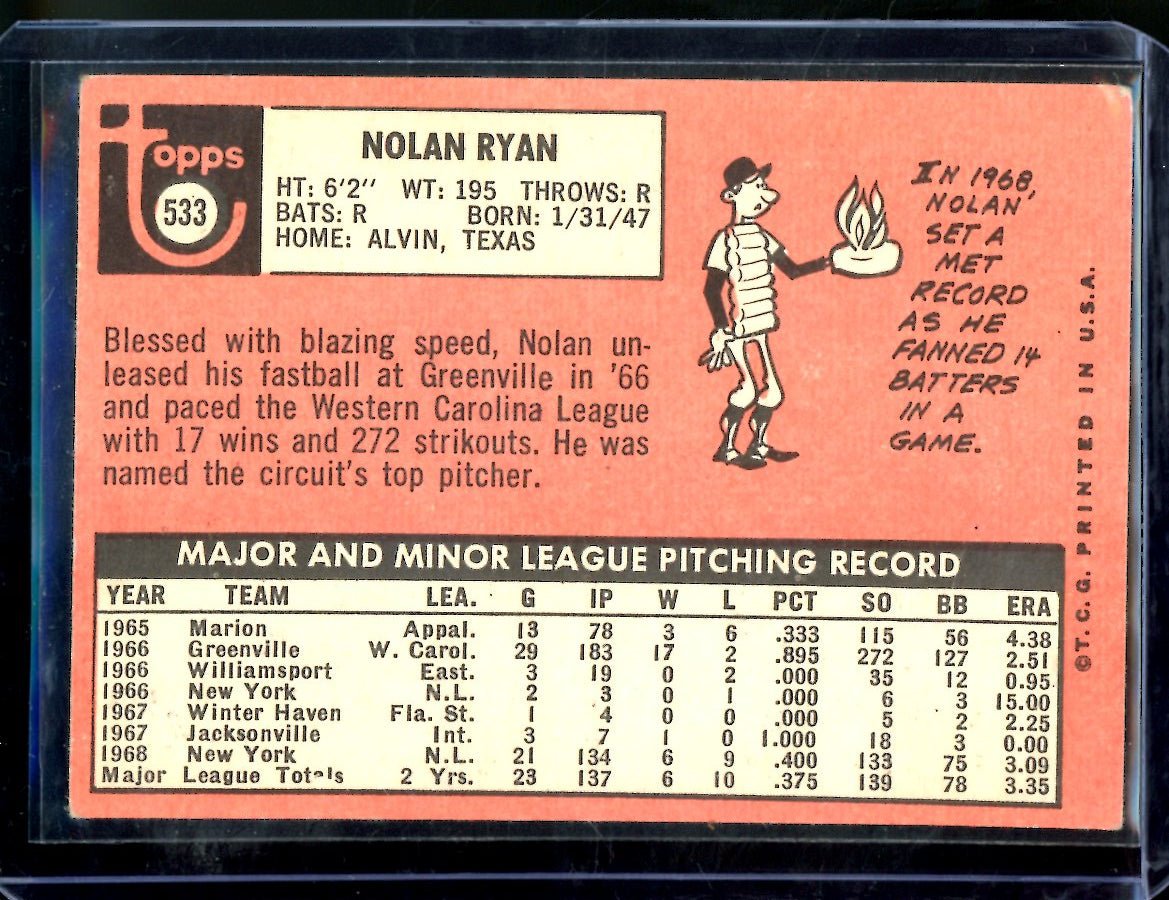 Topps
533
NOLAN RYAN
HT: 6'2" WT: 195 THROWS: R
BATS: R BORN: 1/31/47
HOME: ALVIN, TEXAS
IN 1968,
NOLAN
SET A
MET
RECORD
AS HE
FANNED 14
BATTERS
IN A
GAME.
Blessed with blazing speed, Nolan un-
leased his fastball at Greenville in '66
and paced the Western Carolina League
with 17 wins and 272 strikouts. He was
named the circuit's top pitcher.
MAJOR AND MINOR LEAGUE PITCHING RECORD
YEAR TEAM LEA. G IP W L PCT SO BB ERA
1965 Marion Appal. 13 78 3 6 .333 115 56 4.38
1966 Greenville W. Carol. 29 183 17 2 .895 272 127 2.51
1966 Williamsport East. 3 19 0 2 .000 35 12 0.95
1966 New York N.L. 2 3 0 1 .000 6 3 15.00
1967 Winter Haven Fla. St. 1 4 0 0 .000 5 2 2.25
1967 Jacksonville Int. 3 7 1 0 1.000 18 3 0.00
1968 New York N.L. 21 134 6 9 .400 133 75 3.09
Major League Totals 2 Yrs. 23 137 6 10 .375 139 78 3.35
©T.C.G. PRINTED IN U.S.A.